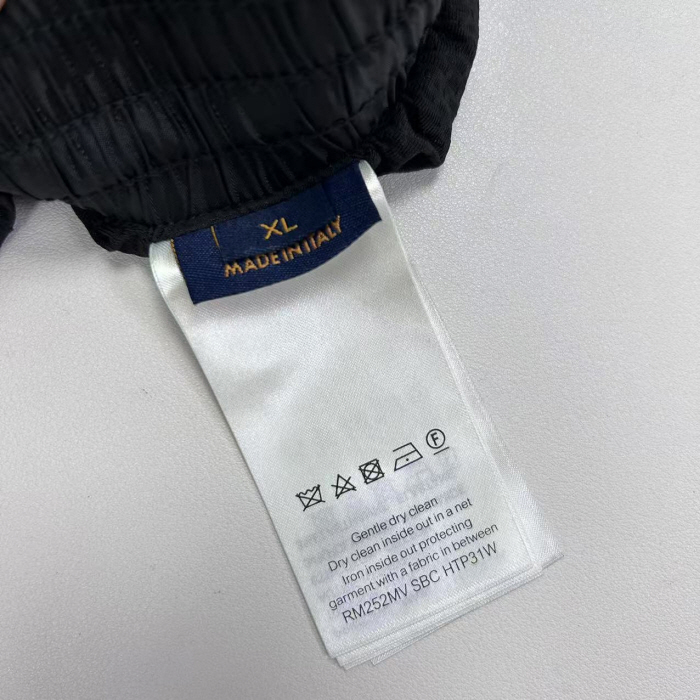 XL
MADE IN ITALY
F
Gentle dry clean
Dry clean inside out in a net
Iron inside out protecting
garment with a fabric in between
RM252MV SBC HTP31W